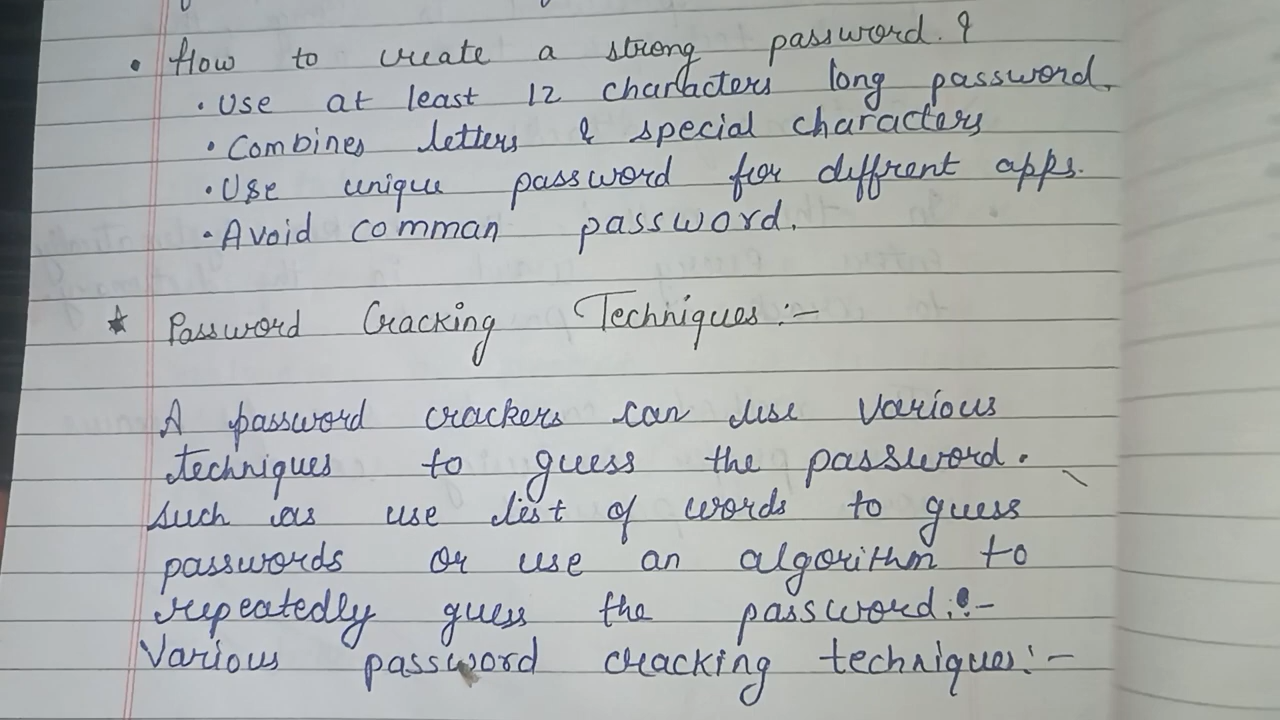 • How to create a strong password. ?
• Use at least 12 characters long password.
• Combines letters & special characters
• Use unique password for diffrent apps.
• Avoid comman password.
★ Password Cracking Techniques :-
A password crackers can use various
techniques to guess the password.
such as use list of words to guess
passwords or use an algorithm to
repeatedly guess the password. :-
Various password cracking techniques :-